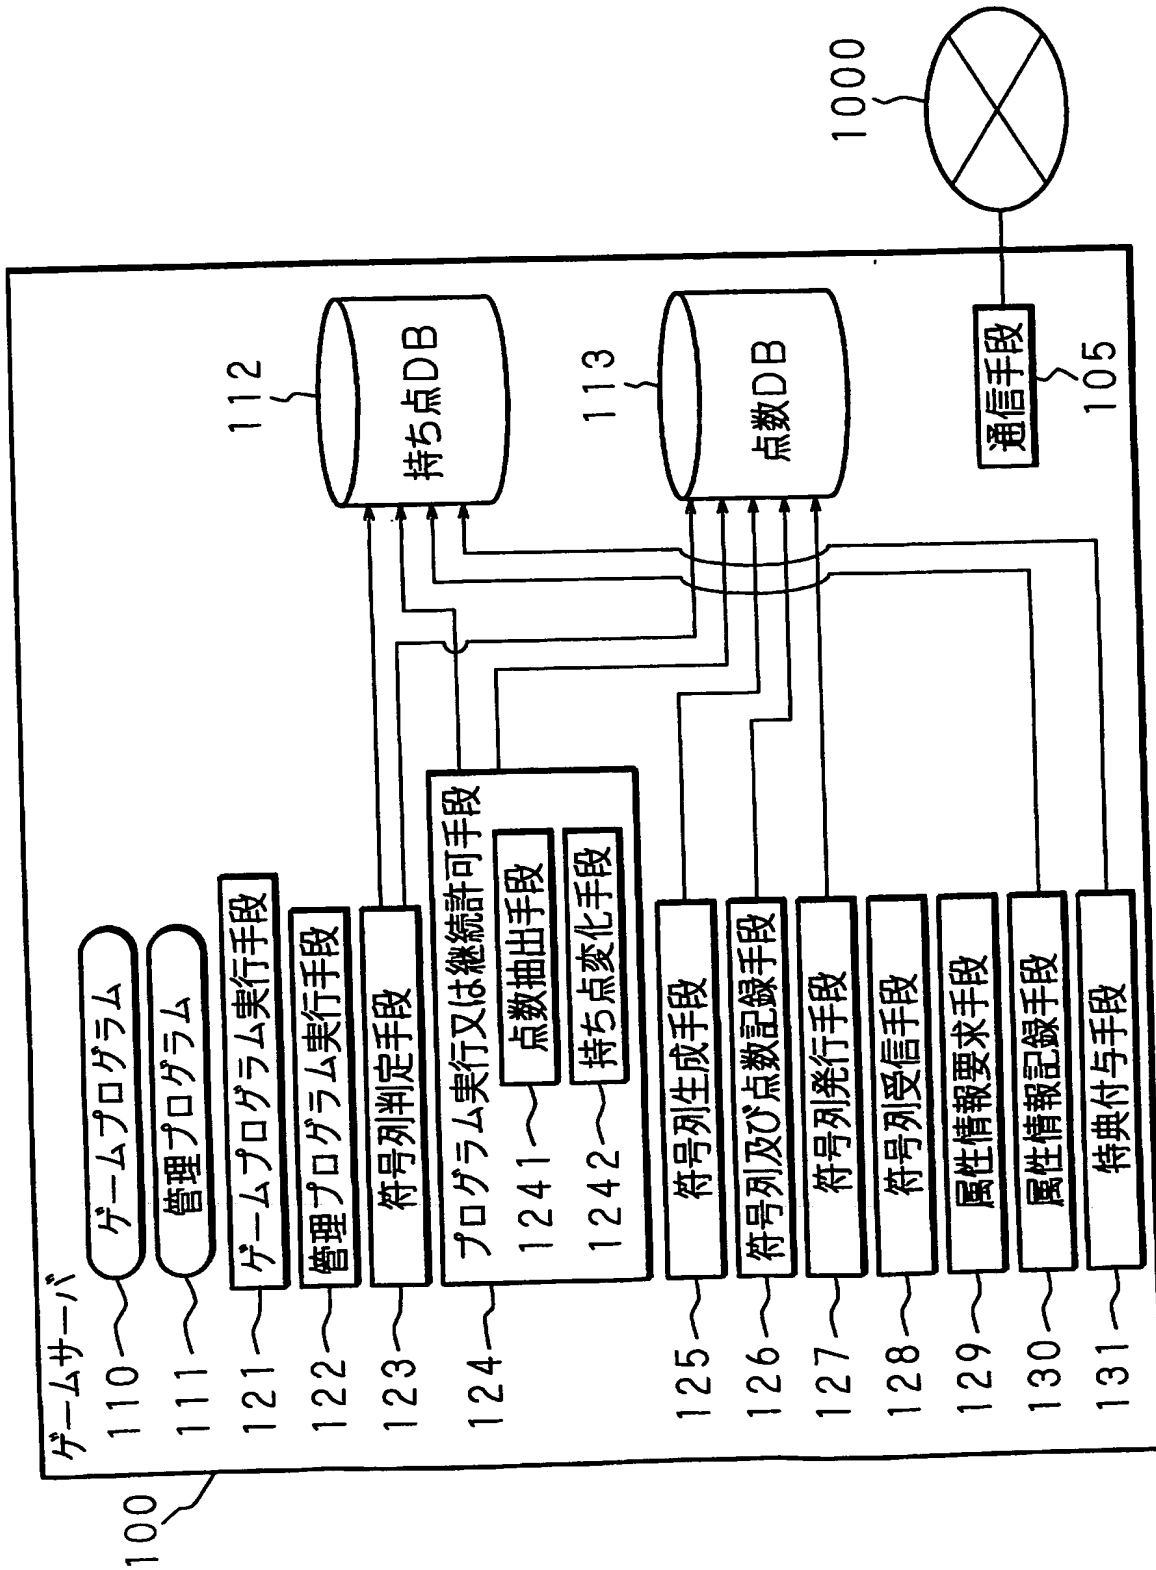 100
ゲームサーバ
110
ゲームプログラム
111
管理プログラム
121
ゲームプログラム実行手段
122
管理プログラム実行手段
123
符号列判定手段
124
プログラム実行又は継続許可手段
1241
点数抽出手段
1242
持ち点変化手段
125
符号列生成手段
126
符号列及び点数記録手段
127
符号列発行手段
128
符号列受信手段
129
属性情報要求手段
130
属性情報記録手段
131
特典付与手段
112
持ち点DB
113
点数DB
通信手段
105
1000